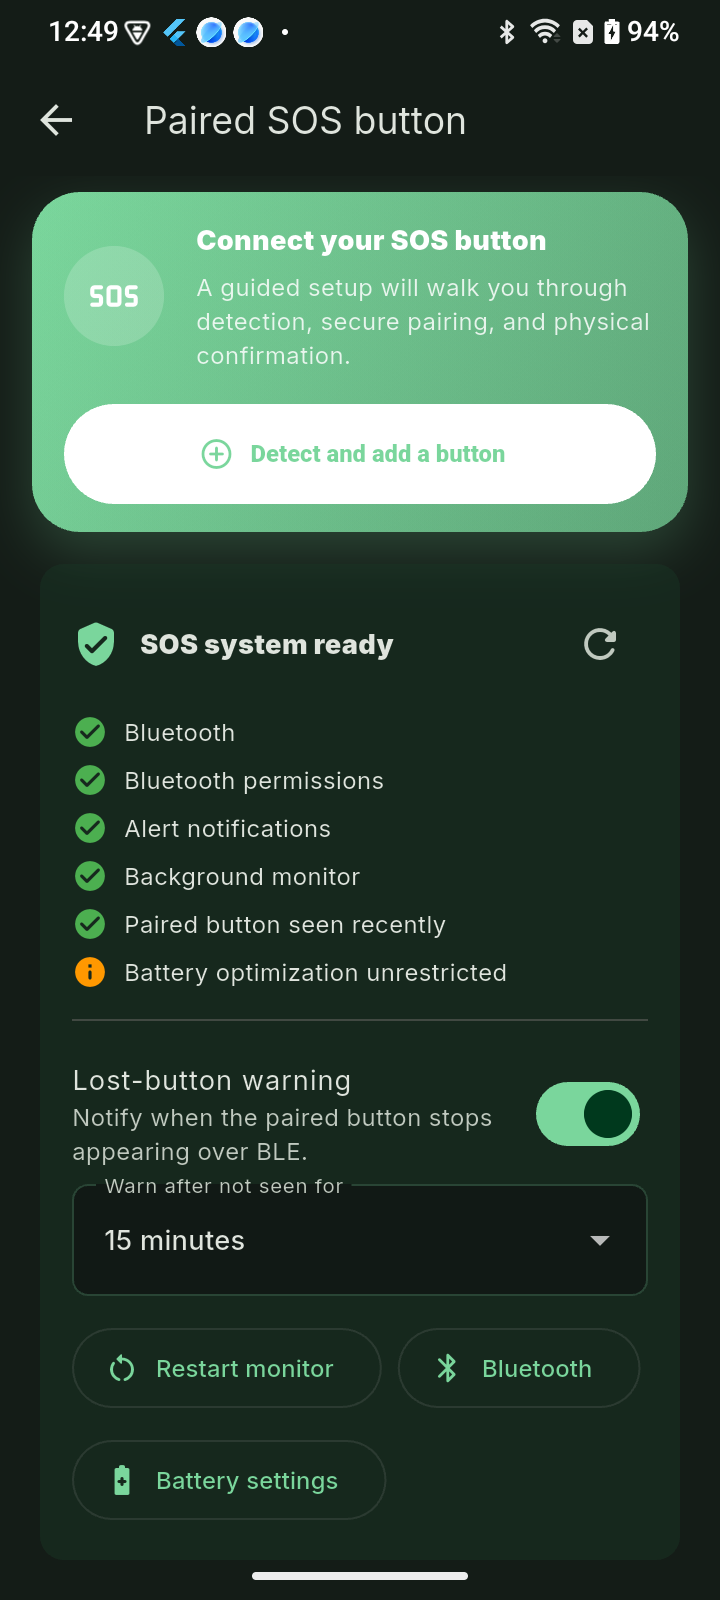 12:49
94%
Paired SOS button
SOS
Connect your SOS button
A guided setup will walk you through
detection, secure pairing, and physical
confirmation.
Detect and add a button
SOS system ready
Bluetooth
Bluetooth permissions
Alert notifications
Background monitor
Paired button seen recently
Battery optimization unrestricted
Lost-button warning
Notify when the paired button stops
appearing over BLE.
Warn after not seen for
15 minutes
Restart monitor
Bluetooth
Battery settings